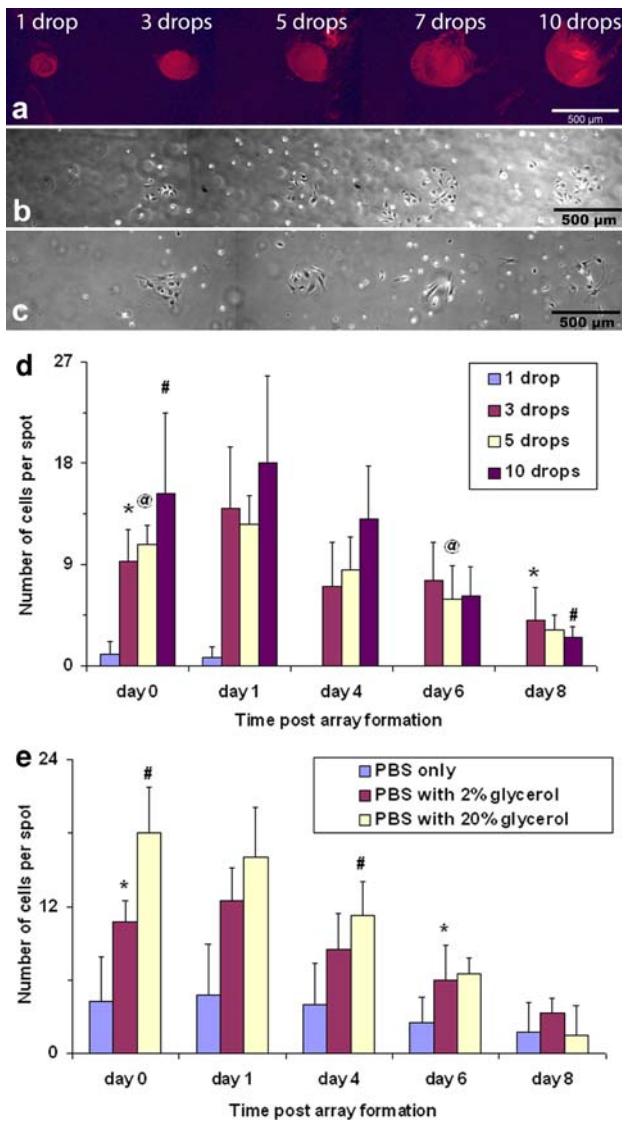 1 drop 3 drops 5 drops 7 drops 10 drops
a
500 µm
b
500 µm
c
500 µm
d
27
18
9
0
Number of cells per spot
#
* @
@
*
#
1 drop
3 drops
5 drops
10 drops
day 0 day 1 day 4 day 6 day 8
Time post array formation
e
24
12
0
Number of cells per spot
#
*
#
*
PBS only
PBS with 2% glycerol
PBS with 20% glycerol
day 0 day 1 day 4 day 6 day 8
Time post array formation